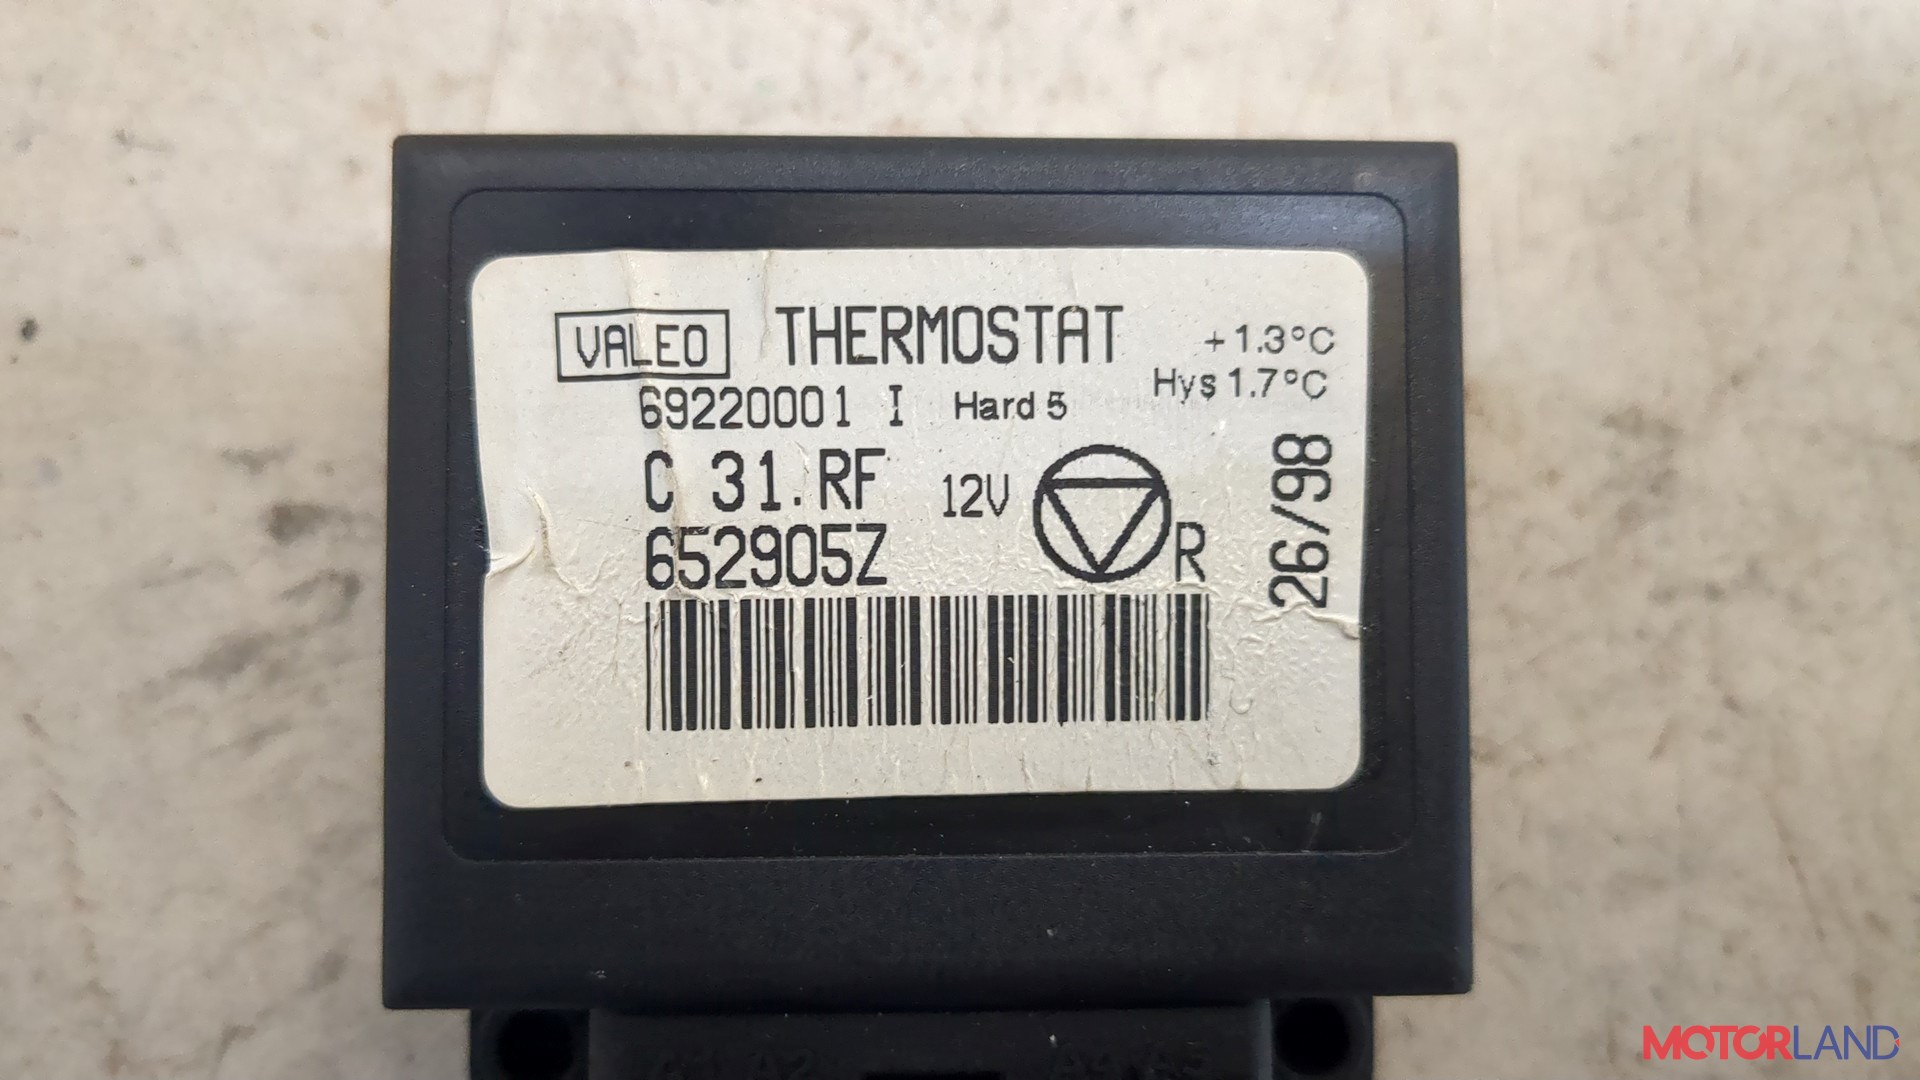 VALEO THERMOSTAT +1.3°C
Hys 1.7°C
69220001 I Hard 5
C 31.RF 12V
652905Z R
26/98
MOTORLAND